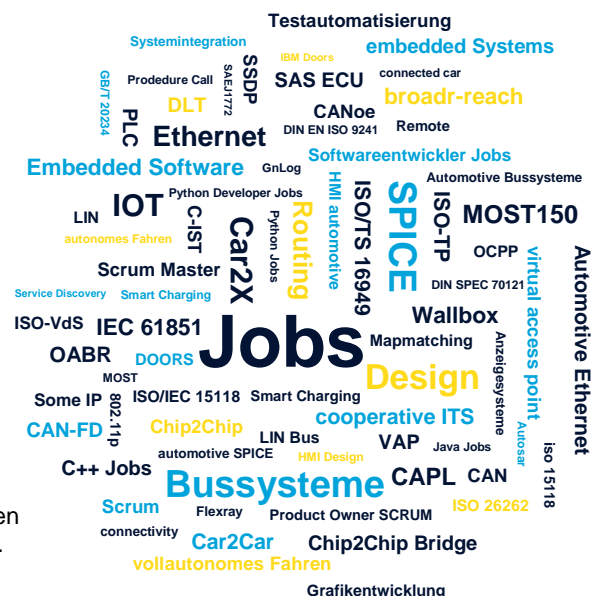 Testautomatisierung
Systemintegration
embedded Systems
IBM Doors
SSDP
SAEJ1772
GB/T 20234
Prodedure Call
SAS ECU
connected car
DLT
broadr-reach
CANoe
PLC
Ethernet
DIN EN ISO 9241
Remote
Softwareentwickler Jobs
Embedded Software
GnLog
HMI automotive
ISO/TS 16949
SPICE
Automotive Bussysteme
Python Developer Jobs
IOT
LIN
C-IST
Car2X
Python Jobs
Routing
ISO-TP
MOST150
autonomes Fahren
OCPP
virtual access point
Automotive Ethernet
Scrum Master
DIN SPEC 70121
Service Discovery
Smart Charging
Wallbox
ISO-VdS
IEC 61851
Jobs
Mapmatching
Anzeigesysteme
OABR
DOORS
Design
MOST
Some IP
802.11p
ISO/IEC 15118
Smart Charging
cooperative ITS
CAN-FD
Chip2Chip
LIN Bus
VAP
Java Jobs
Autosar
iso 15118
automotive SPICE
HMI Design
C++ Jobs
Bussysteme
CAPL
CAN
Scrum
Flexray
Product Owner SCRUM
ISO 26262
en
connectivity
Car2Car
Chip2Chip Bridge
.
vollautonomes Fahren
Grafikentwicklung